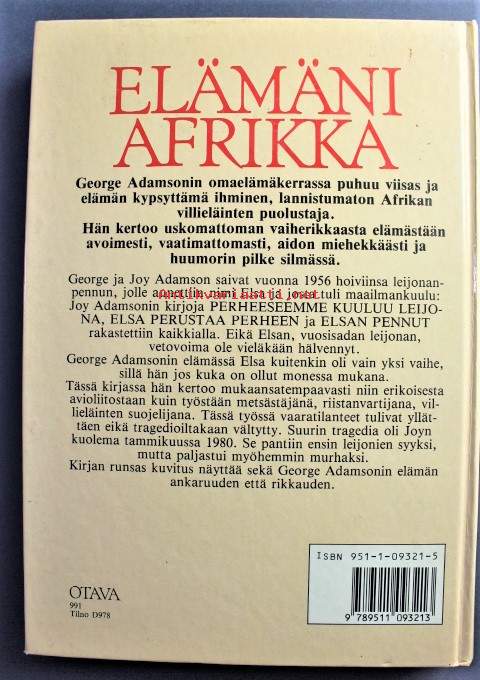 ELÄMÄNI
AFRIKKA
George Adamsonin omaelämäkerrassa puhuu viisas ja
elämän kypsyttämä ihminen, lannistumaton Afrikan
villieläinten puolustaja.
Hän kertoo uskomattoman vaiherikkaasta elämästään
avoimesti, vaatimattomasti, aidon miehekkäästi ja
huumorin pilke silmässä.
George ja Joy Adamson saivat vuonna 1956 hoiviinsa leijonan-
pennun, jolle annettiin nimi Elsa ja josta tuli maailmankuulu:
Joy Adamsonin kirjoja PERHEESEEMME KUULUU LEIJO-
NA, ELSA PERUSTAA PERHEEN ja ELSAN PENNUT
rakastettiin kaikkialla. Eikä Elsan, vuosisadan leijonan,
vetovoima ole vieläkään hälvennyt.
George Adamsonin elämässä Elsa kuitenkin oli vain yksi vaihe,
sillä hän jos kuka on ollut monessa mukana.
Tässä kirjassa hän kertoo mukaansatempaavasti niin erikoisesta
avioliitostaan kuin työstään metsästäjänä, riistanvartijana, vil-
lieläinten suojelijana. Tässä työssä vaaratilanteet tulivat yllät-
täen eikä tragedioiltakaan vältytty. Suurin tragedia oli Joyn
kuolema tammikuussa 1980. Se pantiin ensin leijonien syyksi,
mutta paljastui myöhemmin murhaksi.
Kirjan runsas kuvitus näyttää sekä George Adamsonin elämän
ankaruuden että rikkauden.
ISBN 951-1-09321-5
9 789511 093213
OTAVA
991
Tilno D978